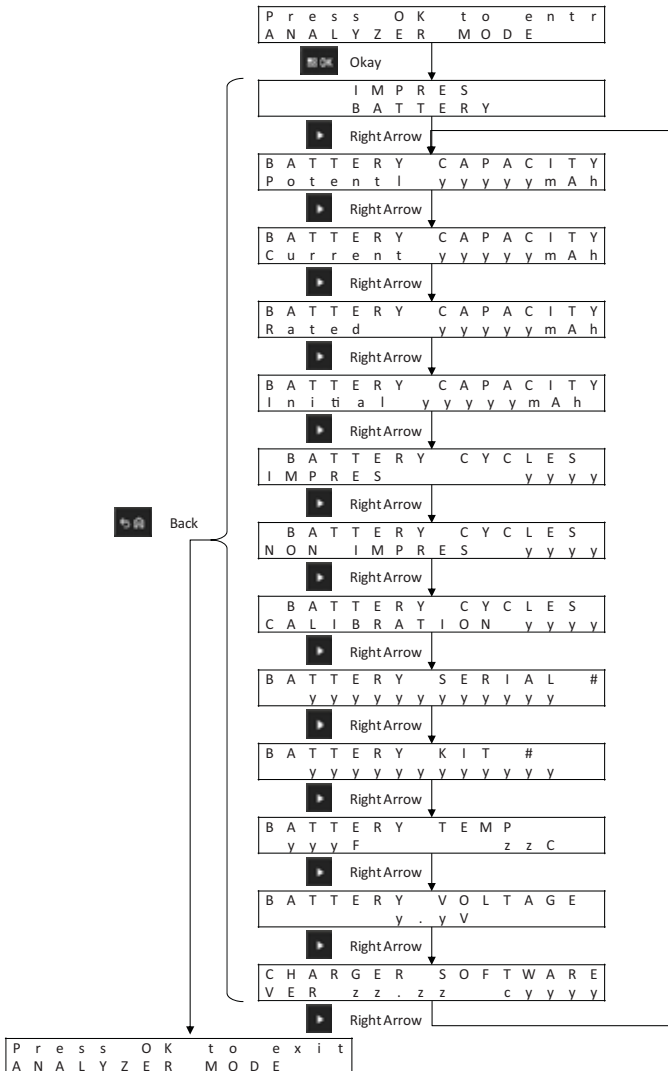 Press OK to entr
ANALYZER MODE
OK Okay
IMPRES
BATTERY
Right Arrow
BATTERY CAPACITY
Potentl yyyyymAh
Right Arrow
BATTERY CAPACITY
Current yyyyymAh
Right Arrow
BATTERY CAPACITY
Rated yyyyymAh
Right Arrow
BATTERY CAPACITY
Initial yyyyymAh
Right Arrow
BATTERY CYCLES
IMPRES yyyy
Right Arrow
Back
BATTERY CYCLES
NON IMPRES yyyy
Right Arrow
BATTERY CYCLES
CALIBRATION yyyy
Right Arrow
BATTERY SERIAL #
yyyyyyyyyyy
Right Arrow
BATTERY KIT #
yyyyyyyyyyy
Right Arrow
BATTERY TEMP
yyyF zzC
Right Arrow
BATTERY VOLTAGE
y.yV
Right Arrow
CHARGER SOFTWARE
VER zz.zz cyyyy
Right Arrow
Press OK to exit
ANALYZER MODE